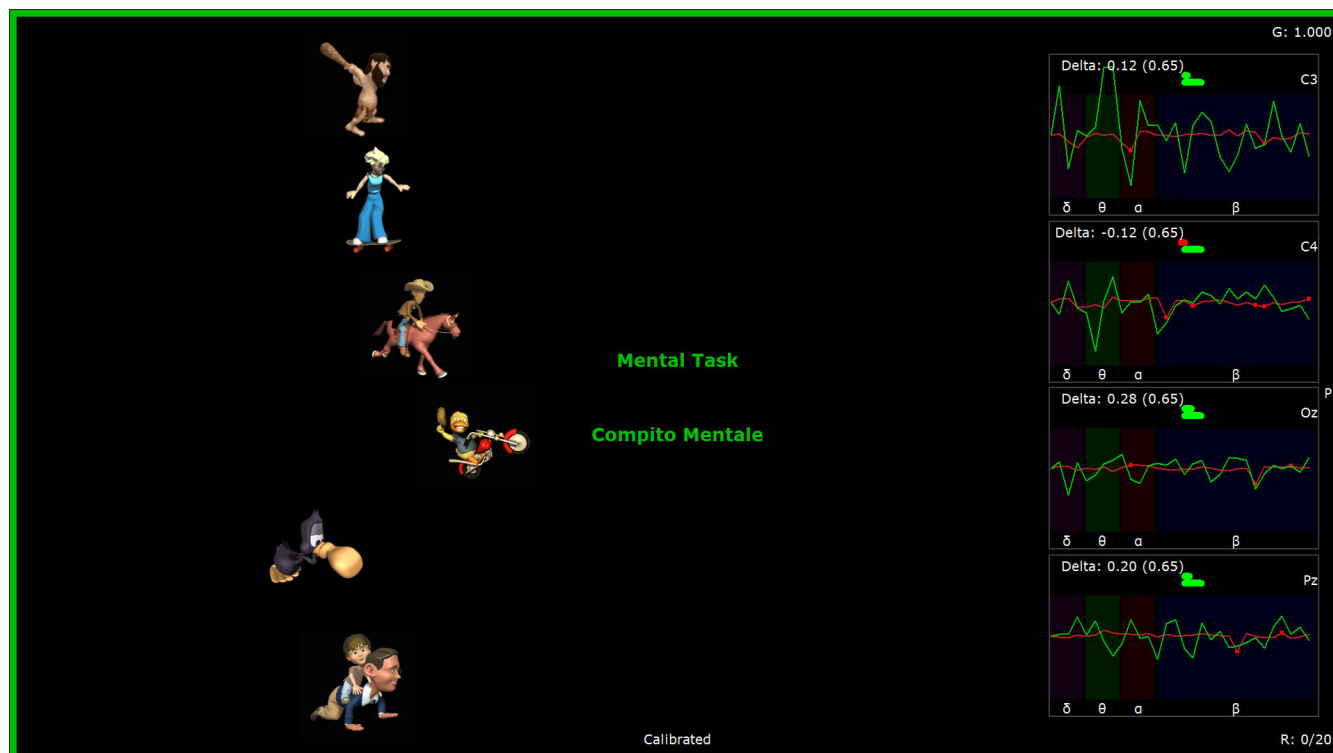 G: 1.000
Delta: 0.12 (0.65)
C3
δ θ α β
Delta: -0.12 (0.65)
C4
δ θ α β
Mental Task
Compito Mentale
P
Delta: 0.28 (0.65)
Oz
δ θ α β
Delta: 0.20 (0.65)
Pz
δ θ α β
Calibrated
R: 0/20